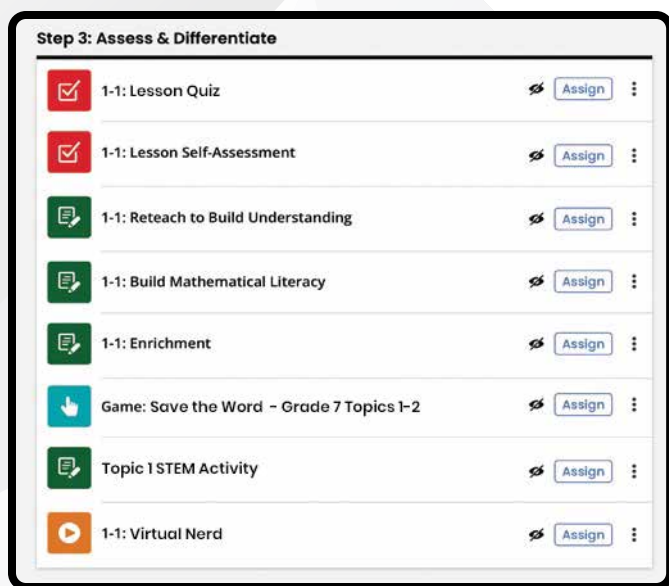 Step 3: Assess & Differentiate
1-1: Lesson Quiz Assign
1-1: Lesson Self-Assessment Assign
1-1: Reteach to Build Understanding Assign
1-1: Build Mathematical Literacy Assign
1-1: Enrichment Assign
Game: Save the Word - Grade 7 Topics 1-2 Assign
Topic 1 STEM Activity Assign
1-1: Virtual Nerd Assign